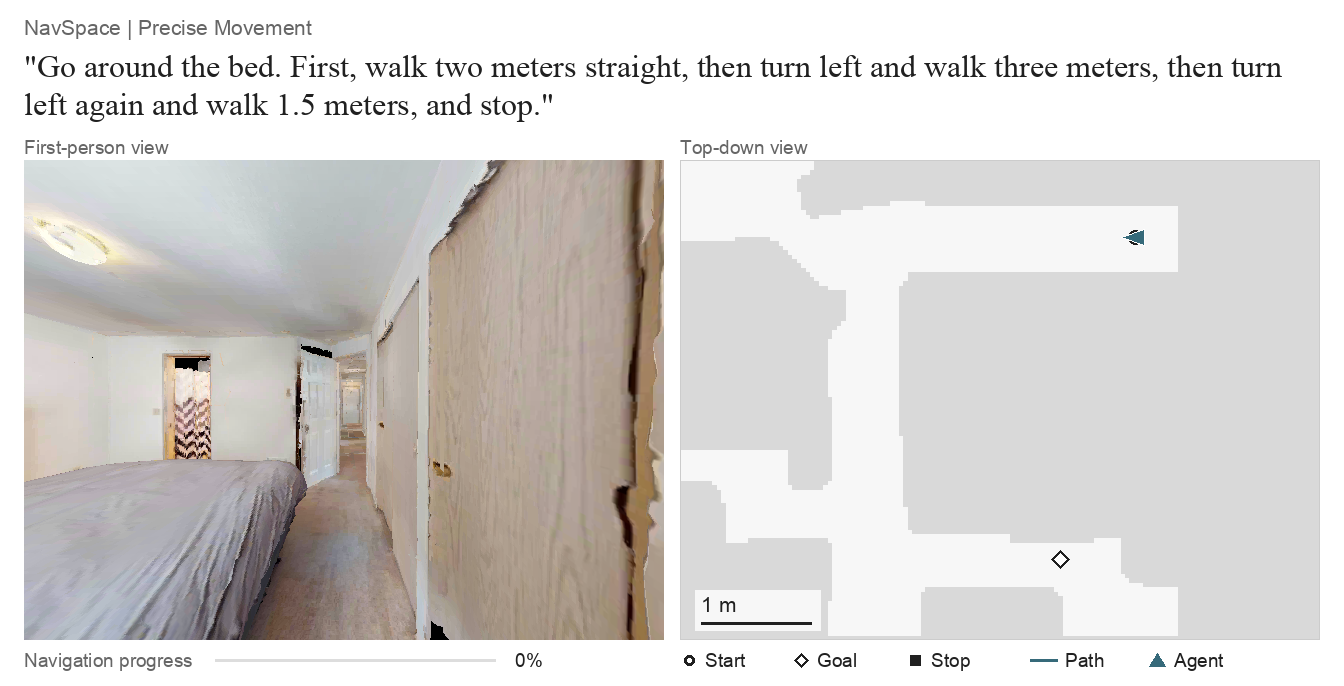 NavSpace | Precise Movement
"Go around the bed. First, walk two meters straight, then turn left and walk three meters, then turn
left again and walk 1.5 meters, and stop."
First-person view
Top-down view
1 m
Navigation progress
0%
Start
Goal
Stop
Path
Agent